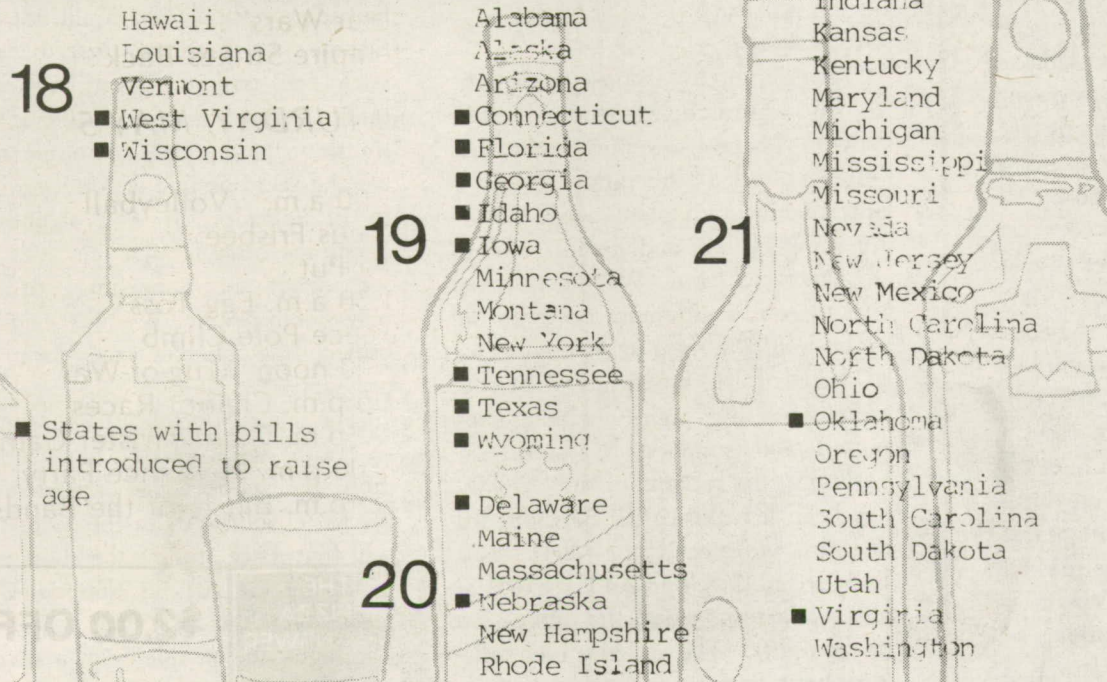 18
Hawaii
Louisiana
Vermont
■ West Virginia
■ Wisconsin
■ States with bills
introduced to raise
age
19
Alabama
Alaska
Arizona
■ Connecticut
■ Florida
■ Georgia
■ Idaho
■ Iowa
Minnesota
Montana
New York
■ Tennessee
■ Texas
■ Wyoming
20
■ Delaware
Maine
Massachusetts
■ Nebraska
New Hampshire
Rhode Island
21
Indiana
Kansas
Kentucky
Maryland
Michigan
Mississippi
Missouri
Nevada
New Jersey
New Mexico
North Carolina
North Dakota
Ohio
■ Oklahoma
Oregon
Pennsylvania
South Carolina
South Dakota
Utah
■ Virginia
Washington